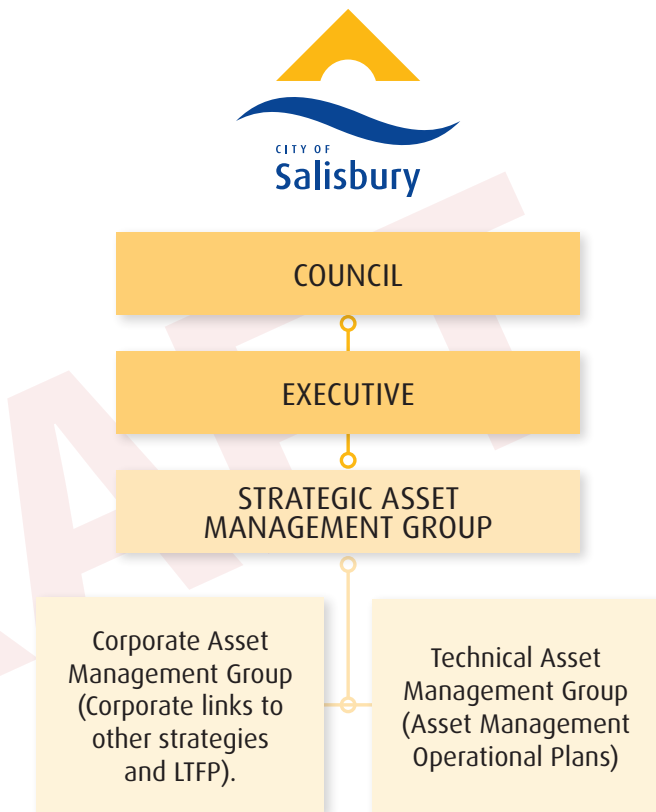 CITY OF
Salisbury
COUNCIL
EXECUTIVE
STRATEGIC ASSET
MANAGEMENT GROUP
Corporate Asset
Management Group
(Corporate links to
other strategies
and LTFP).
Technical Asset
Management Group
(Asset Management
Operational Plans)